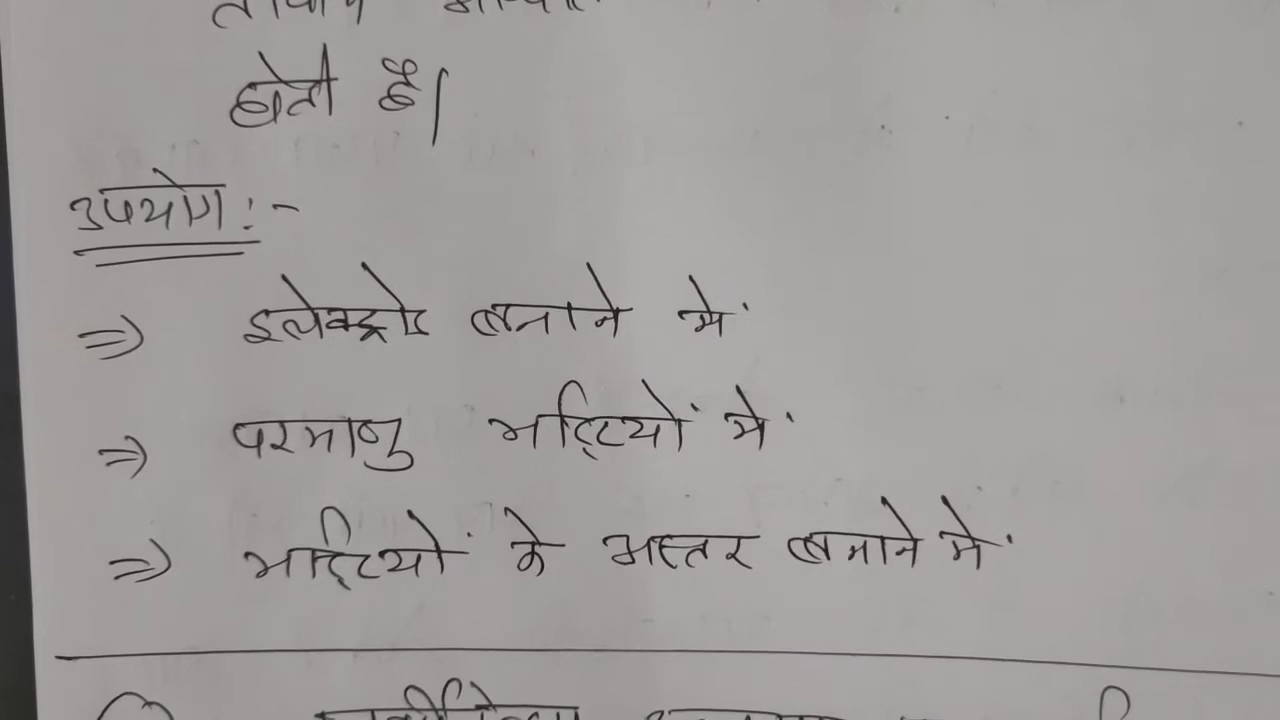 होती है।
उपयोग:-
⇒ इलेक्ट्रोड बनाने में
⇒ परमाणु भट्टियों में
⇒ भट्टियों के अस्तर बनाने में